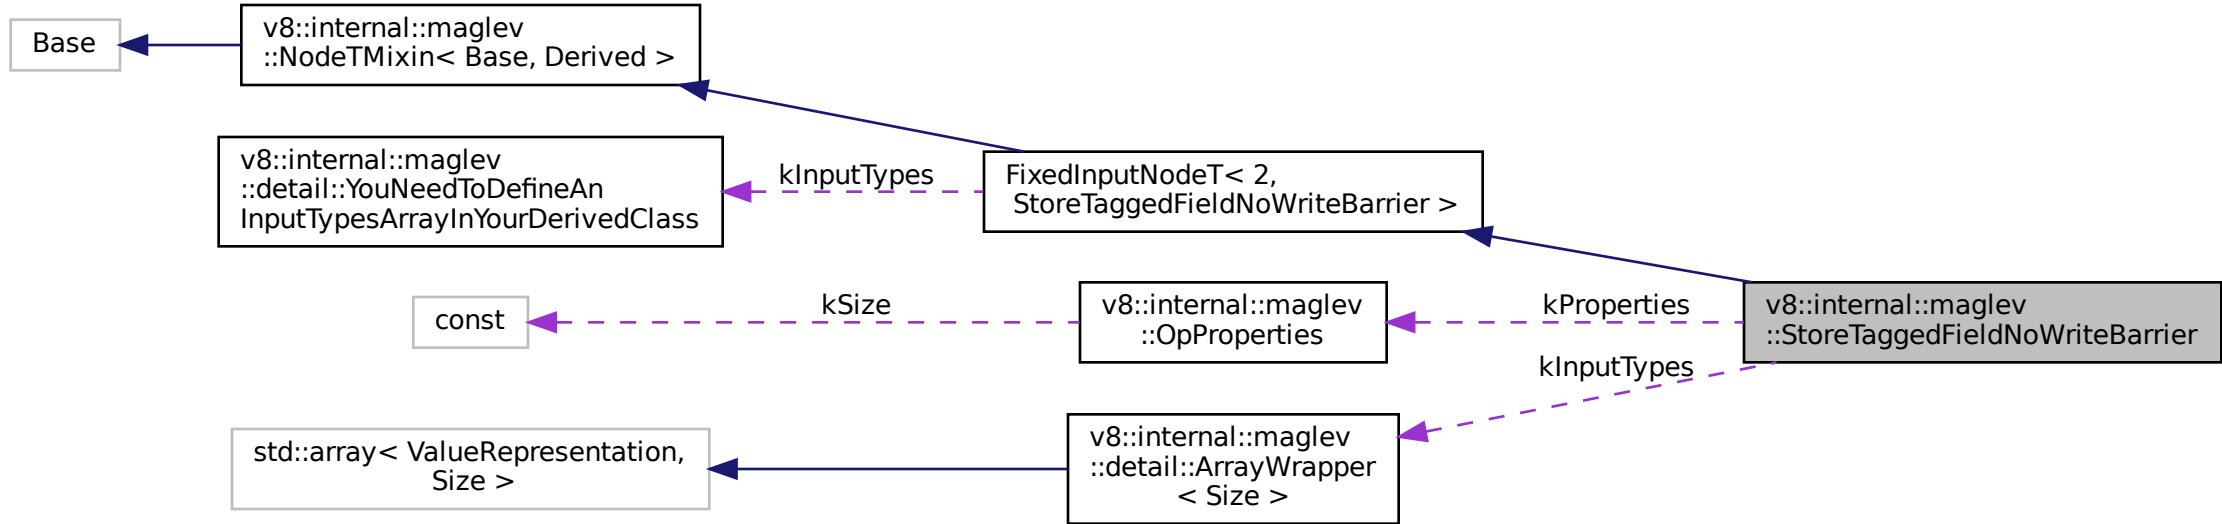 Base
v8::internal::maglev
::NodeTMixin< Base, Derived >
v8::internal::maglev
::detail::YouNeedToDefineAn
InputTypesArrayInYourDerivedClass
kInputTypes
FixedInputNodeT< 2,
StoreTaggedFieldNoWriteBarrier >
const
kSize
v8::internal::maglev
::OpProperties
kProperties
v8::internal::maglev
::StoreTaggedFieldNoWriteBarrier
kInputTypes
std::array< ValueRepresentation,
Size >
v8::internal::maglev
::detail::ArrayWrapper
< Size >